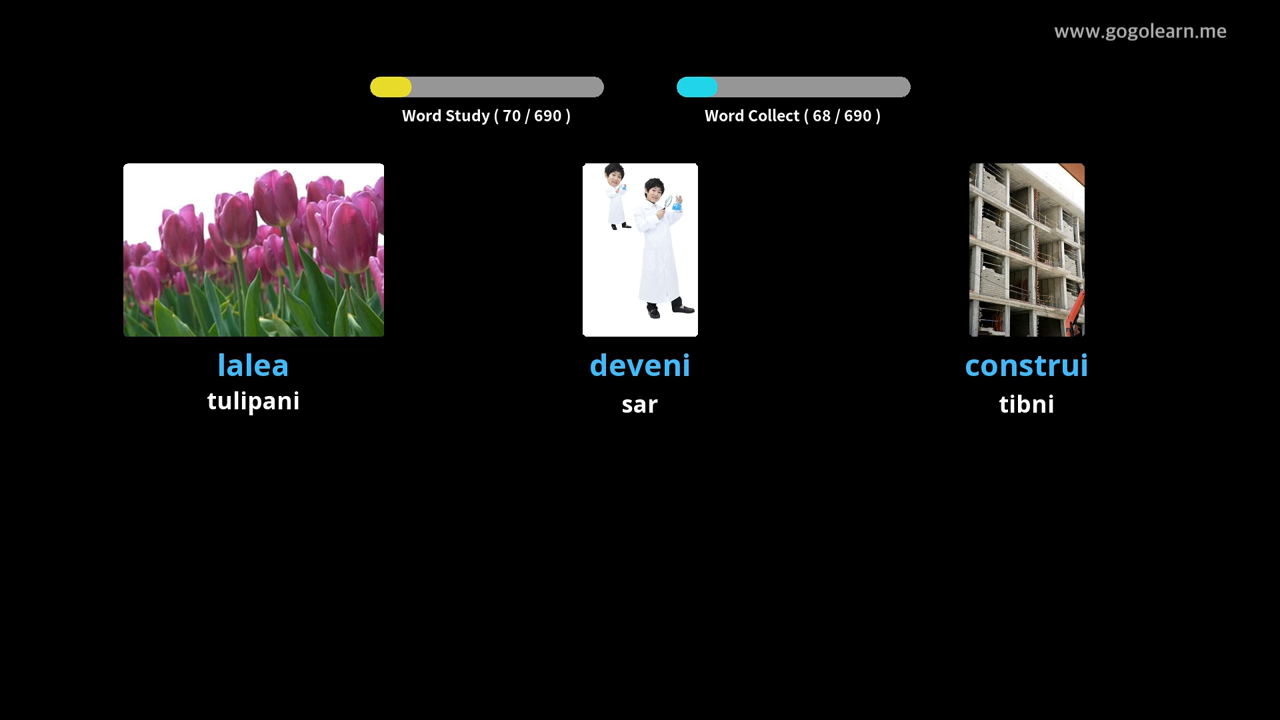 www.gogolearn.me
Word Study ( 70 / 690 )
Word Collect ( 68 / 690 )
lalea
tulipani
deveni
sar
construi
tibni